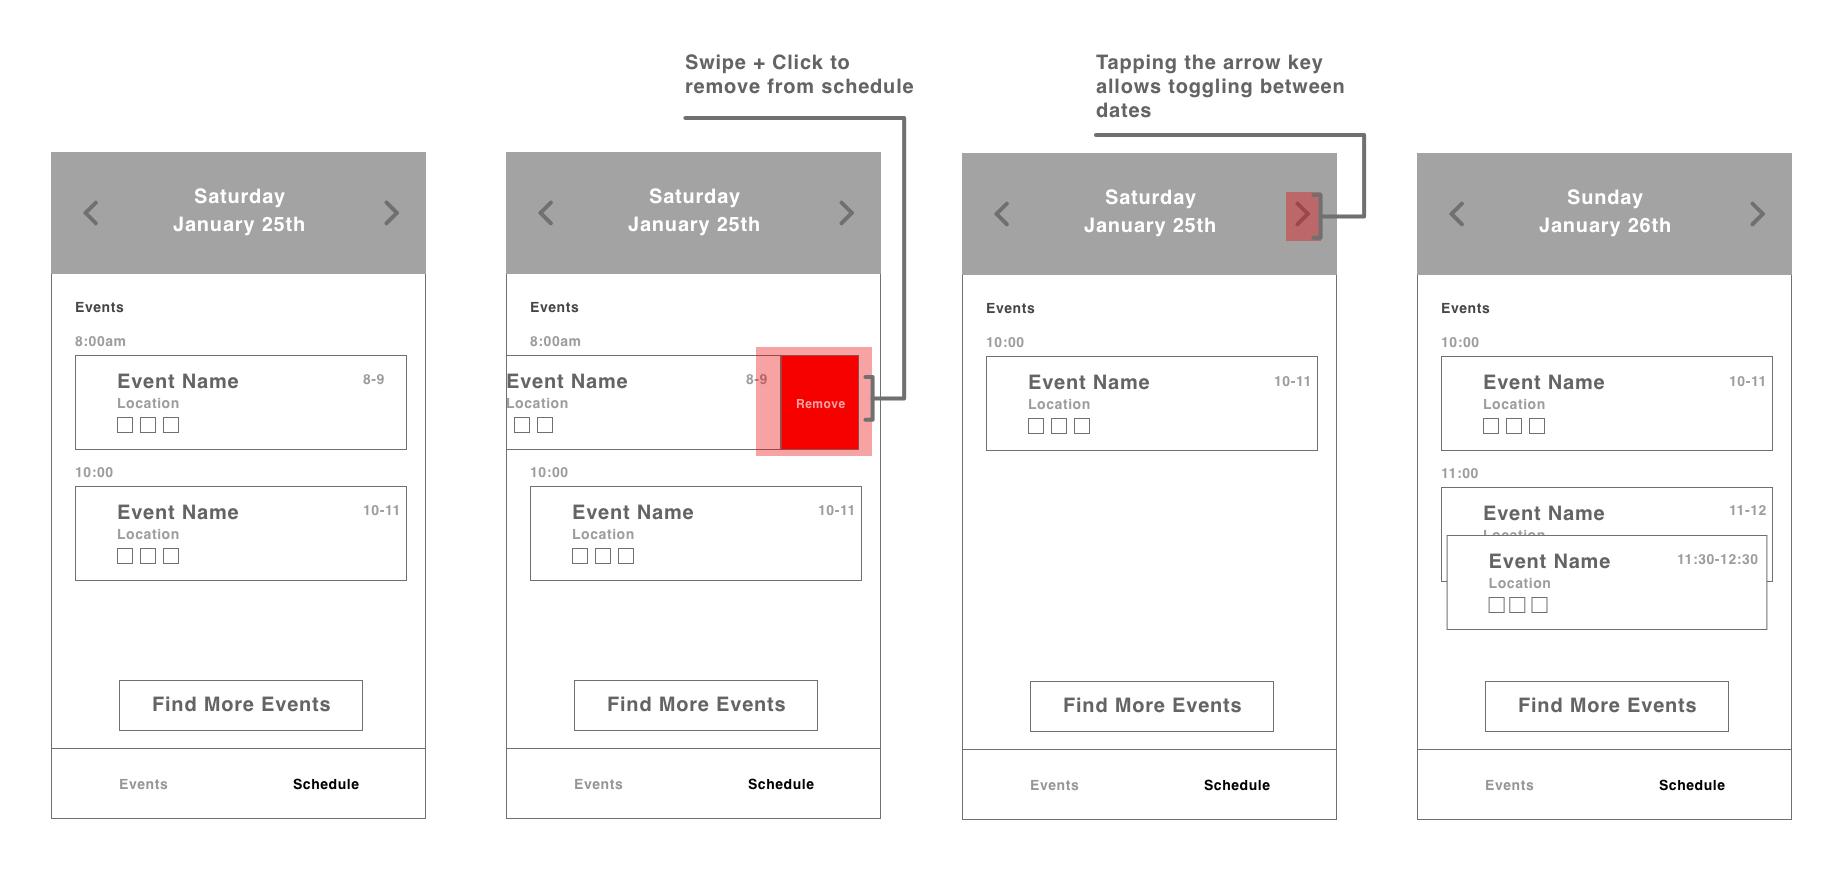 Swipe + Click to
remove from schedule
Tapping the arrow key
allows toggling between
dates
Saturday
January 25th
Events
8:00am
Event Name
8-9
Location
10:00
Event Name
10-11
Location
Find More Events
Events
Schedule
Saturday
January 25th
Events
8:00am
Event Name
8-9
Location
Remove
10:00
Event Name
10-11
Location
Find More Events
Events
Schedule
Saturday
January 25th
Events
10:00
Event Name
10-11
Location
Find More Events
Events
Schedule
Sunday
January 26th
Events
10:00
Event Name
10-11
Location
11:00
Event Name
11-12
Location
Event Name
11:30-12:30
Location
Find More Events
Events
Schedule